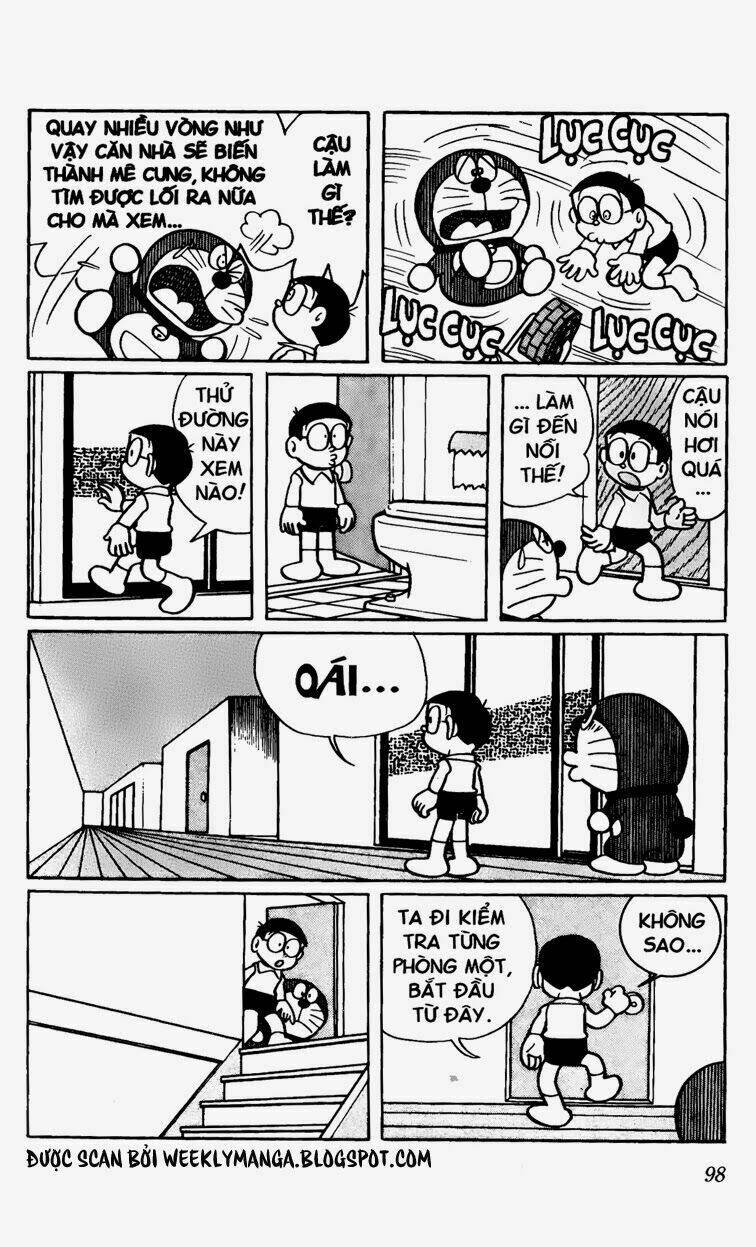 QUAY NHIỀU VÒNG NHƯ
VẬY CĂN NHÀ SẼ BIẾN
THÀNH MÊ CUNG, KHÔNG
TÌM ĐƯỢC LỐI RA NỮA
CHO MÀ XEM...
CẬU
LÀM
GÌ
THẾ?
LỤC CỤC
LỤC CỤC
LỤC CỤC
THỬ
ĐƯỜNG
NÀY
XEM
NÀO!
CẬU
NÓI
HƠI
QUÁ
...
... LÀM
GÌ ĐẾN
NỖI
THẾ!
QÁI...
TA ĐI KIỂM
TRA TỪNG
PHÒNG MỘT,
BẮT ĐẦU
TỪ ĐÂY.
KHÔNG
SAO...
ĐƯỢC SCAN BỞI WEEKLYMANGA.BLOGSPOT.COM
98